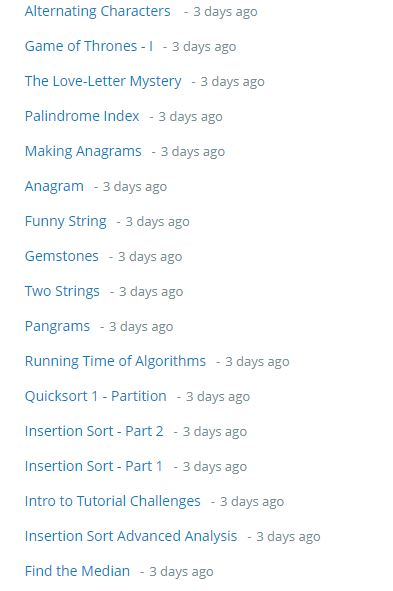 Alternating Characters - 3 days ago
Game of Thrones - I - 3 days ago
The Love-Letter Mystery - 3 days ago
Palindrome Index - 3 days ago
Making Anagrams - 3 days ago
Anagram - 3 days ago
Funny String - 3 days ago
Gemstones - 3 days ago
Two Strings - 3 days ago
Pangrams - 3 days ago
Running Time of Algorithms - 3 days ago
Quicksort 1 - Partition - 3 days ago
Insertion Sort - Part 2 - 3 days ago
Insertion Sort - Part 1 - 3 days ago
Intro to Tutorial Challenges - 3 days ago
Insertion Sort Advanced Analysis - 3 days ago
Find the Median - 3 days ago